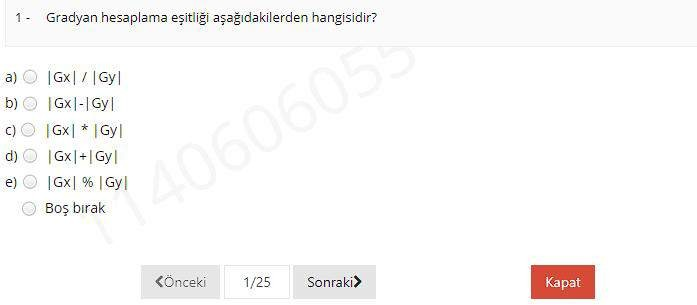 1 - Gradyan hesaplama eşitliği aşağıdakilerden hangisidir?
a) |Gx| / |Gy|
b) |Gx|-|Gy|
c) |Gx| * |Gy|
d) |Gx|+|Gy|
e) |Gx| % |Gy|
Boş bırak
1140606055
Önceki 1/25 Sonraki Kapat